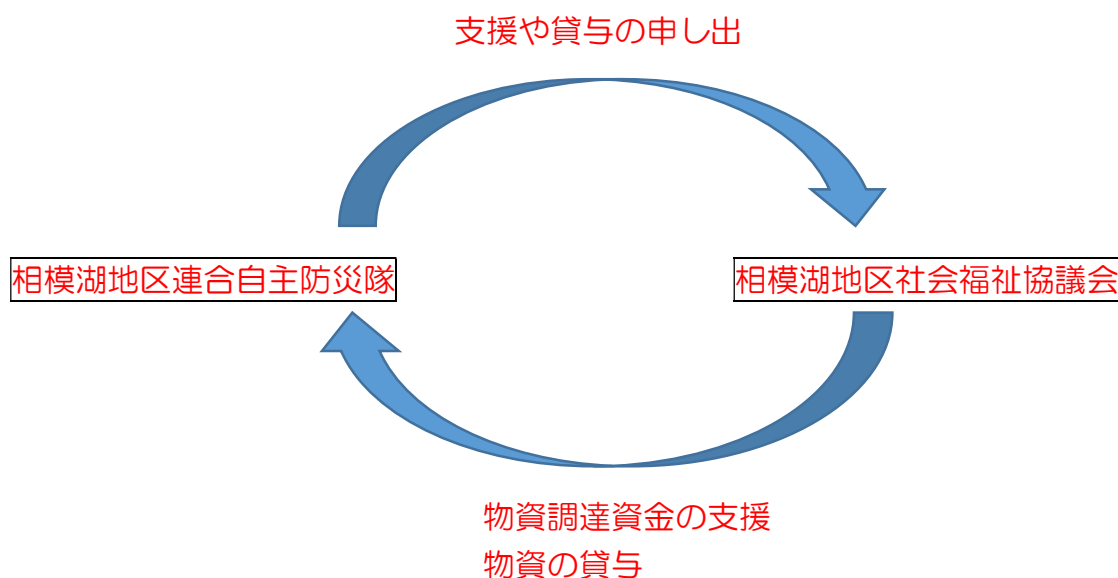 支援や貸与の申し出
相模湖地区連合自主防災隊
相模湖地区社会福祉協議会
物資調達資金の支援
物資の貸与